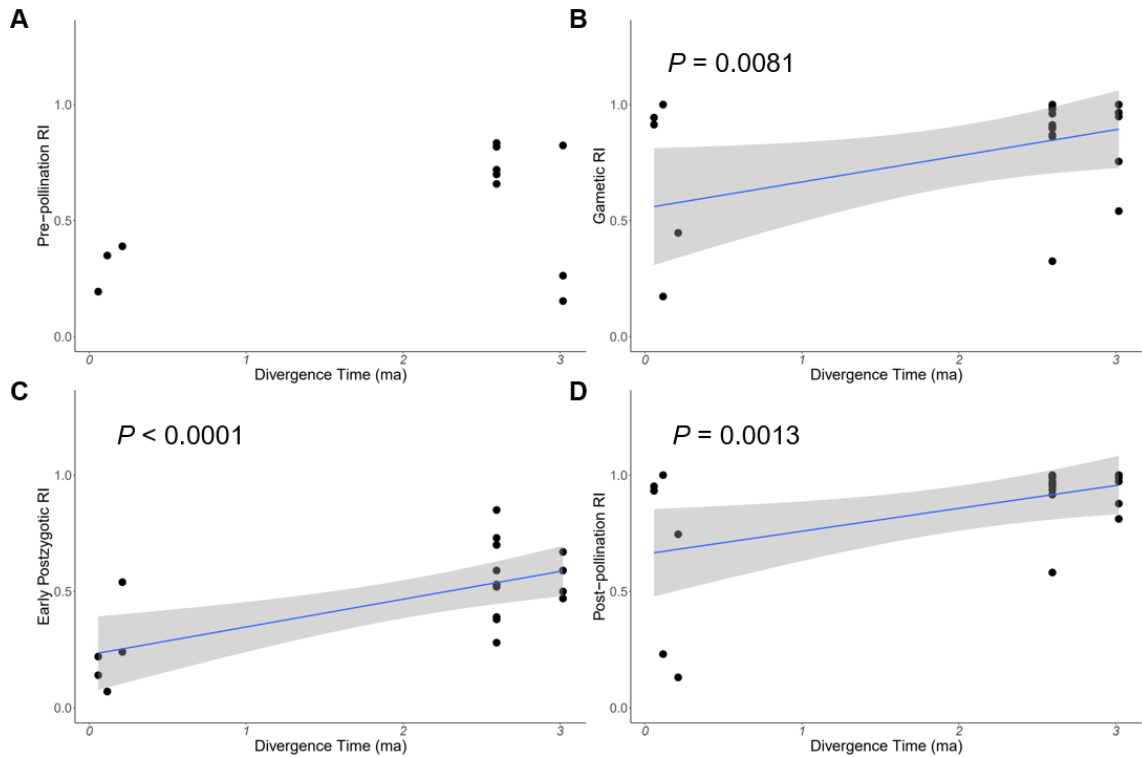 A
Pre-pollination RI
1.0
0.5
0.0
0 1 2 3
Divergence Time (ma)
B
P = 0.0081
Gametic RI
1.0
0.5
0.0
0 1 2 3
Divergence Time (ma)
C
P < 0.0001
Early Postzygotic RI
1.0
0.5
0.0
0 1 2 3
Divergence Time (ma)
D
P = 0.0013
Post-pollination RI
1.0
0.5
0.0
0 1 2 3
Divergence Time (ma)